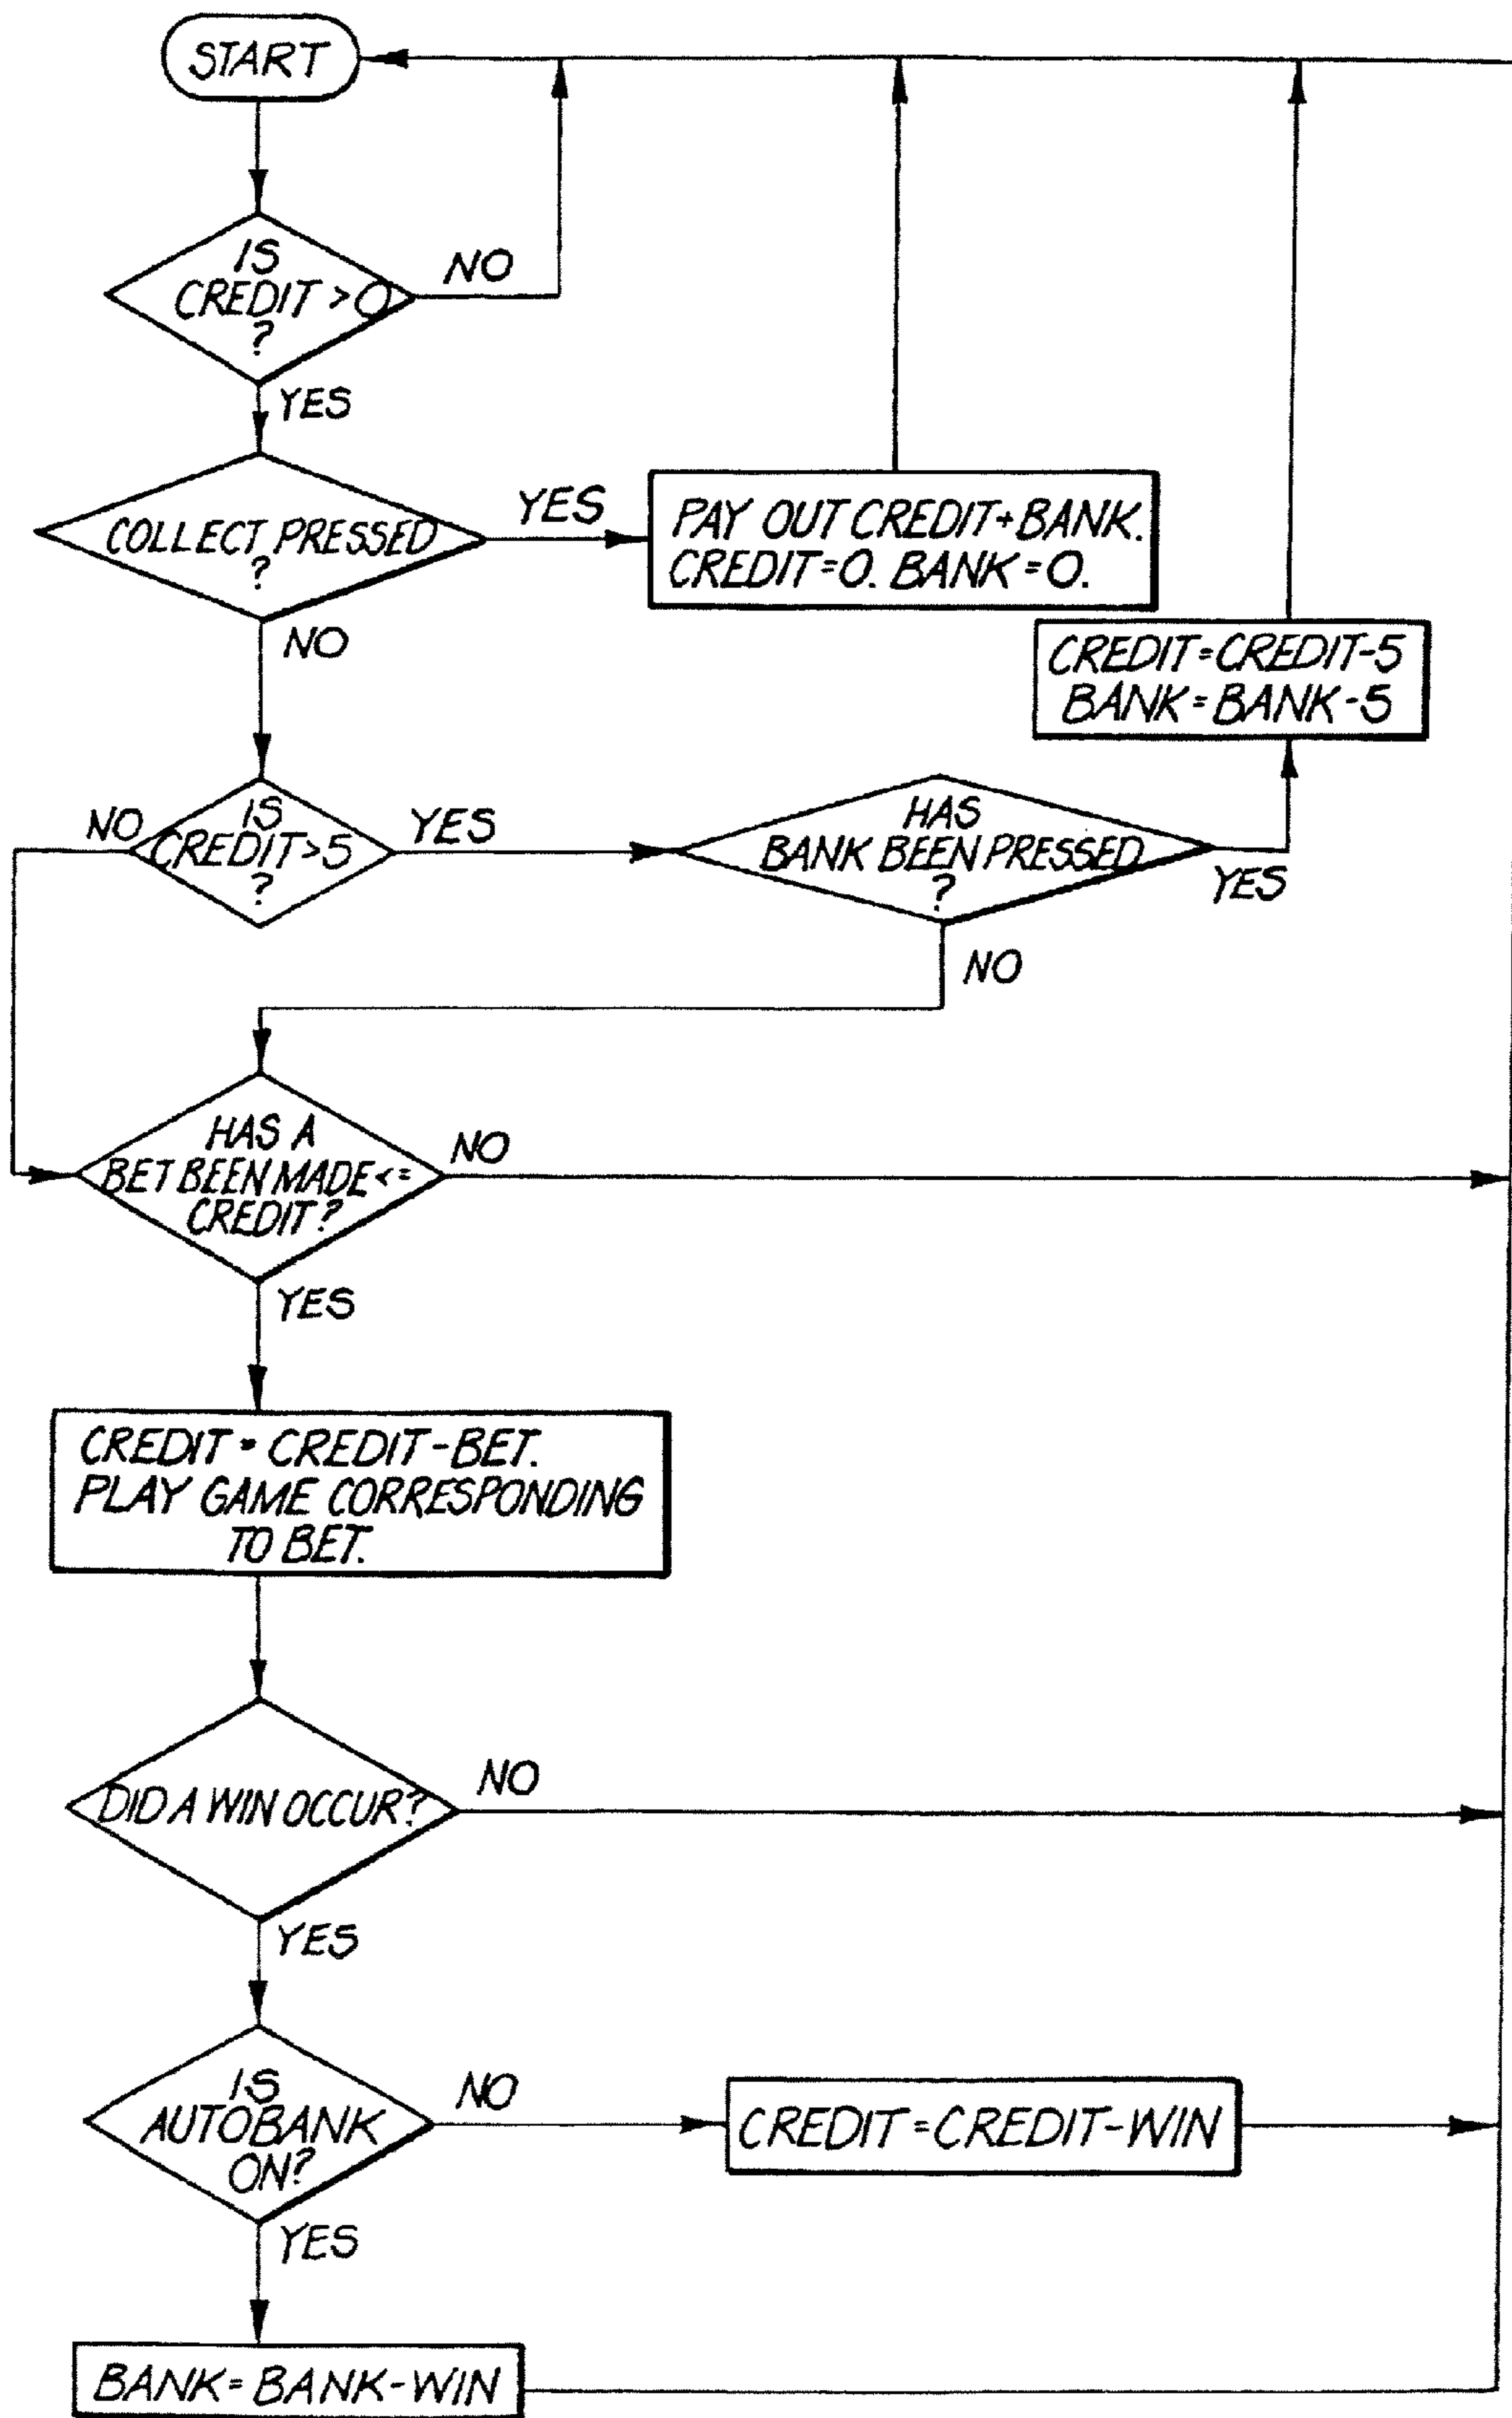 START
IS
CREDIT > 0
?
NO
YES
COLLECT PRESSED
?
YES
PAY OUT CREDIT+BANK.
CREDIT=0. BANK=0.
NO
CREDIT=CREDIT-5
BANK=BANK-5
NO
IS
CREDIT>5
?
YES
HAS
BANK BEEN PRESSED
?
YES
NO
HAS A
BET BEEN MADE <=
CREDIT?
NO
YES
CREDIT = CREDIT-BET.
PLAY GAME CORRESPONDING
TO BET.
DID A WIN OCCUR?
NO
YES
IS
AUTOBANK
ON?
NO
CREDIT=CREDIT-WIN
YES
BANK=BANK-WIN